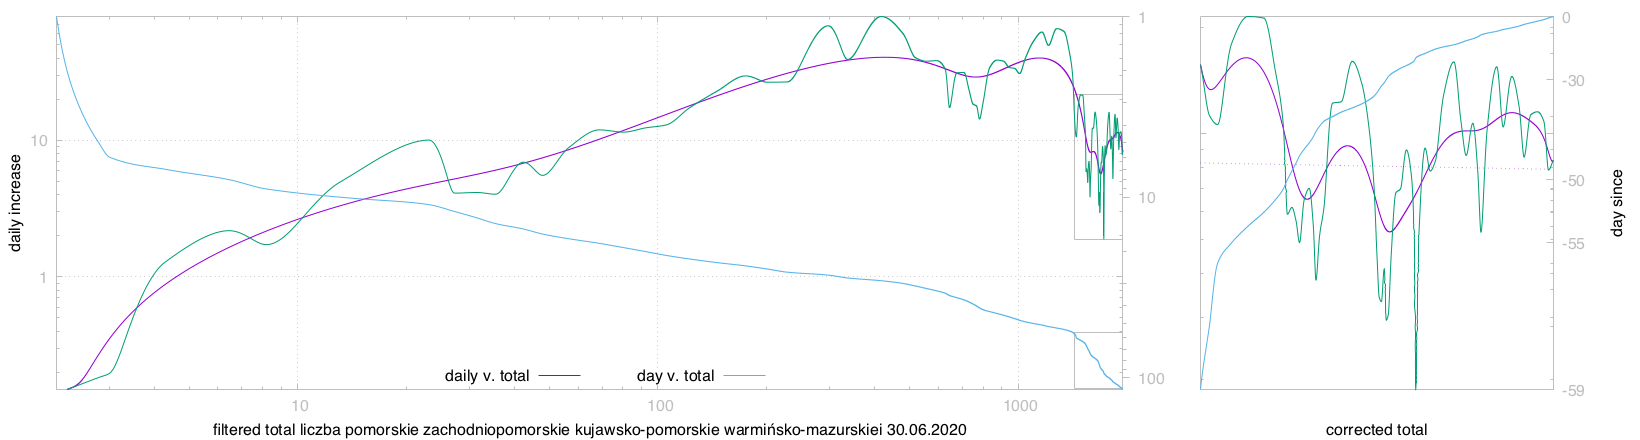 1
0
10
-30
10
-50
-55
1
100
-59
daily increase
day since
daily v. total
day v. total
10
100
1000
filtered total liczba pomorskie zachodniopomorskie kujawsko-pomorskie warmińsko-mazurskiei 30.06.2020
corrected total